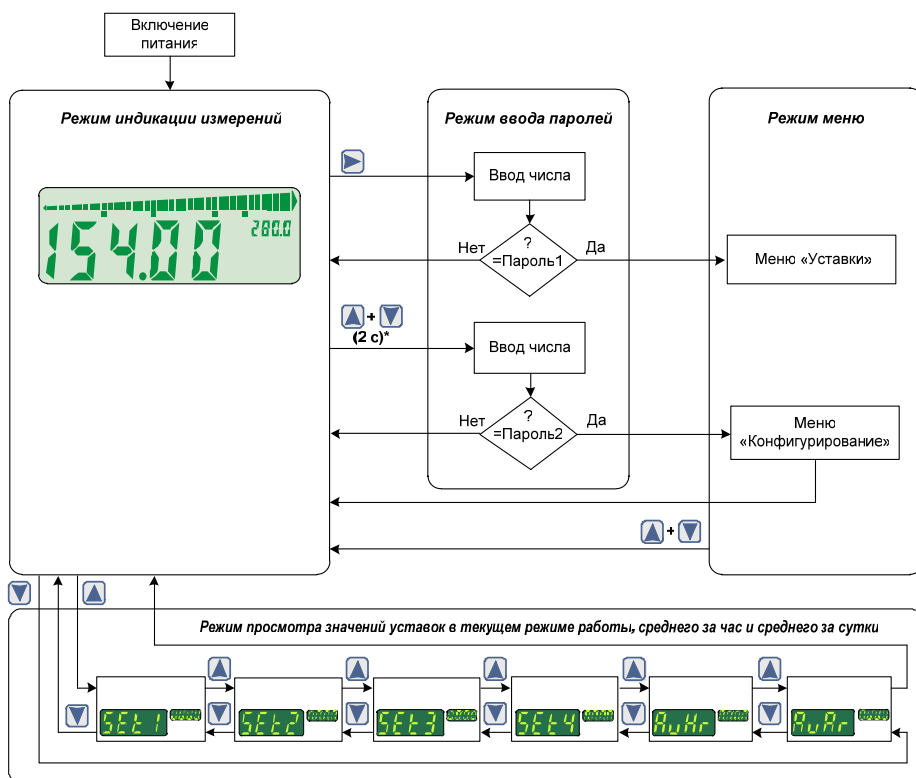 Включение
питания
Режим индикации измерений
Режим ввода паролей
Режим меню
154.00
280.0
Ввод числа
?
=Пароль1
Нет
Да
Меню «Уставки»
+
(2 с)*
Ввод числа
?
=Пароль2
Нет
Да
Меню
«Конфигурирование»
+
Режим просмотра значений уставок в текущем режиме работы, среднего за час и среднего за сутки
SEt1
SEt2
SEt3
SEt4
AuHr
AuAr